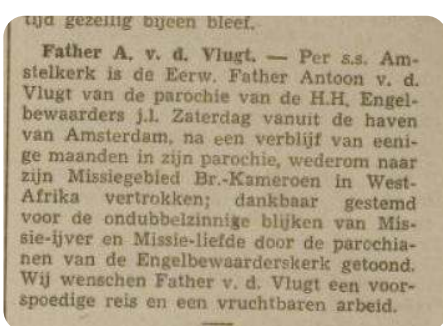 tijd gezellig bijeen bleef.
Father A. v. d. Vlugt. — Per s.s. Am-
stelkerk is de Eerw. Father Antoon v. d.
Vlugt van de parochie van de H.H. Engel-
bewaarders j.l. Zaterdag vanuit de haven
van Amsterdam, na een verblijf van eeni-
ge maanden in zijn parochie, wederom naar
zijn Missiegebied Br.-Kameroen in West-
Afrika vertrokken; dankbaar gestemd
voor de ondubbelzinnige blijken van Mis-
sie-ijver en Missie-liefde door de parochia-
nen van de Engelbewaarderskerk getoond.
Wij wenschen Father v. d. Vlugt een voor-
spoedige reis en een vruchtbaren arbeid.